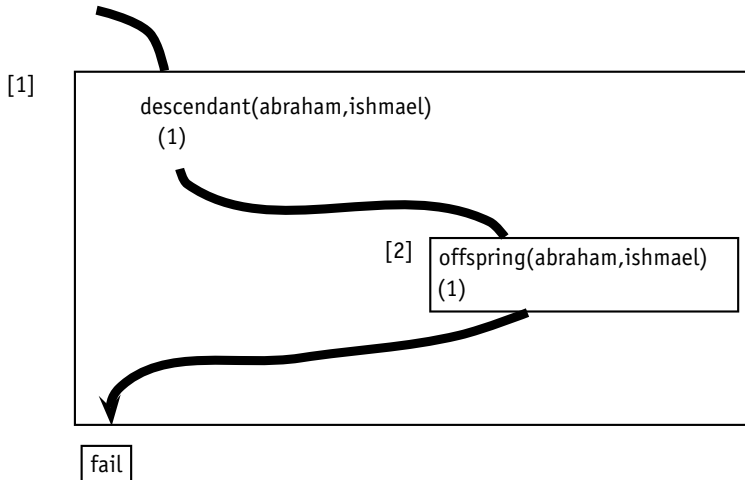 [1]
descendant(abraham,ishmael)
(1)
[2]
offspring(abraham,ishmael)
(1)
fail